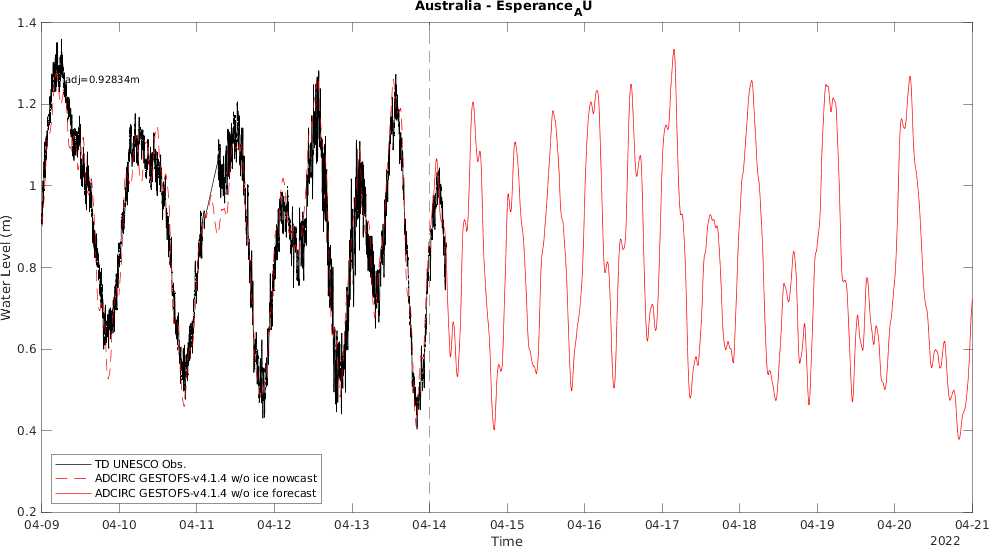 Australia - Esperance_AU
1.4
1.2
1
0.8
0.6
0.4
0.2
Water Level (m)
adj=0.92834m
TD UNESCO Obs.
ADCIRC GESTOFS-v4.1.4 w/o ice nowcast
ADCIRC GESTOFS-v4.1.4 w/o ice forecast
04-09 04-10 04-11 04-12 04-13 04-14 04-15 04-16 04-17 04-18 04-19 04-20 04-21
Time
2022